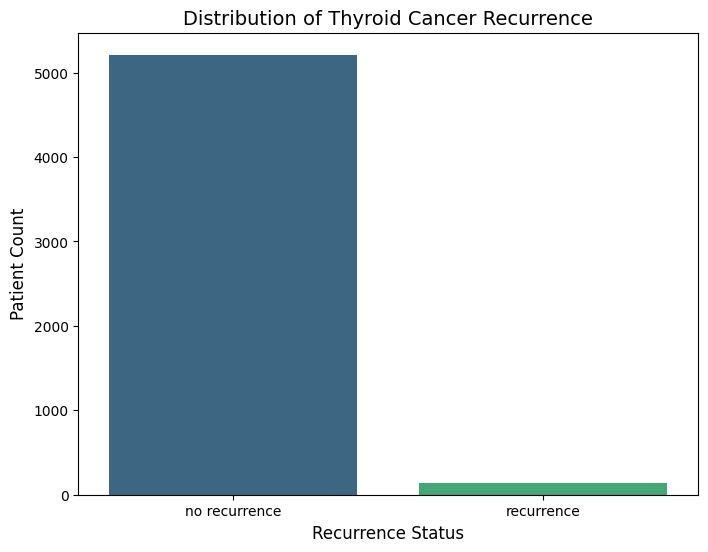 Distribution of Thyroid Cancer Recurrence
5000
4000
3000
2000
1000
0
Patient Count
no recurrence
recurrence
Recurrence Status